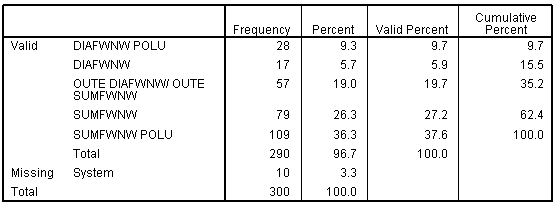 Frequency Percent Valid Percent Cumulative Percent
Valid DIAFWNW POLU 28 9.3 9.7 9.7
DIAFWNW 17 5.7 5.9 15.5
OUTE DIAFWNW/ OUTE
SUMFWNW 57 19.0 19.7 35.2
SUMFWNW 79 26.3 27.2 62.4
SUMFWNW POLU 109 36.3 37.6 100.0
Total 290 96.7 100.0
Missing System 10 3.3
Total 300 100.0